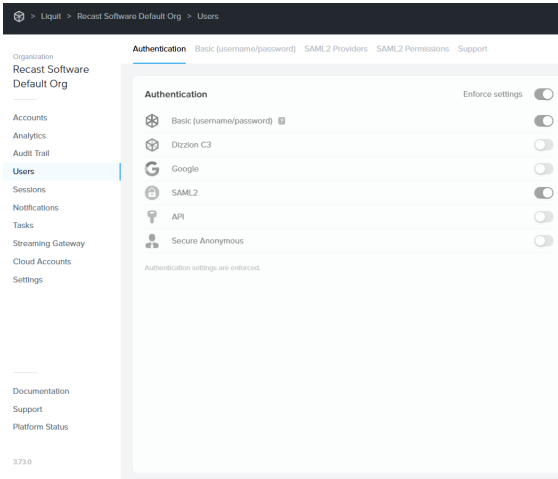 > Liquit > Recast Software Default Org > Users
Organization
Recast Software
Default Org
Accounts
Analytics
Audit Trail
Users
Sessions
Notifications
Tasks
Streaming Gateway
Cloud Accounts
Settings
Documentation
Support
Platform Status
3.73.0
Authentication Basic (username/password) SAML2 Providers SAML2 Permissions Support
Authentication Enforce settings
Basic (username/password) ?
Dizzion C3
Google
SAML2
API
Secure Anonymous
Authentication settings are enforced.